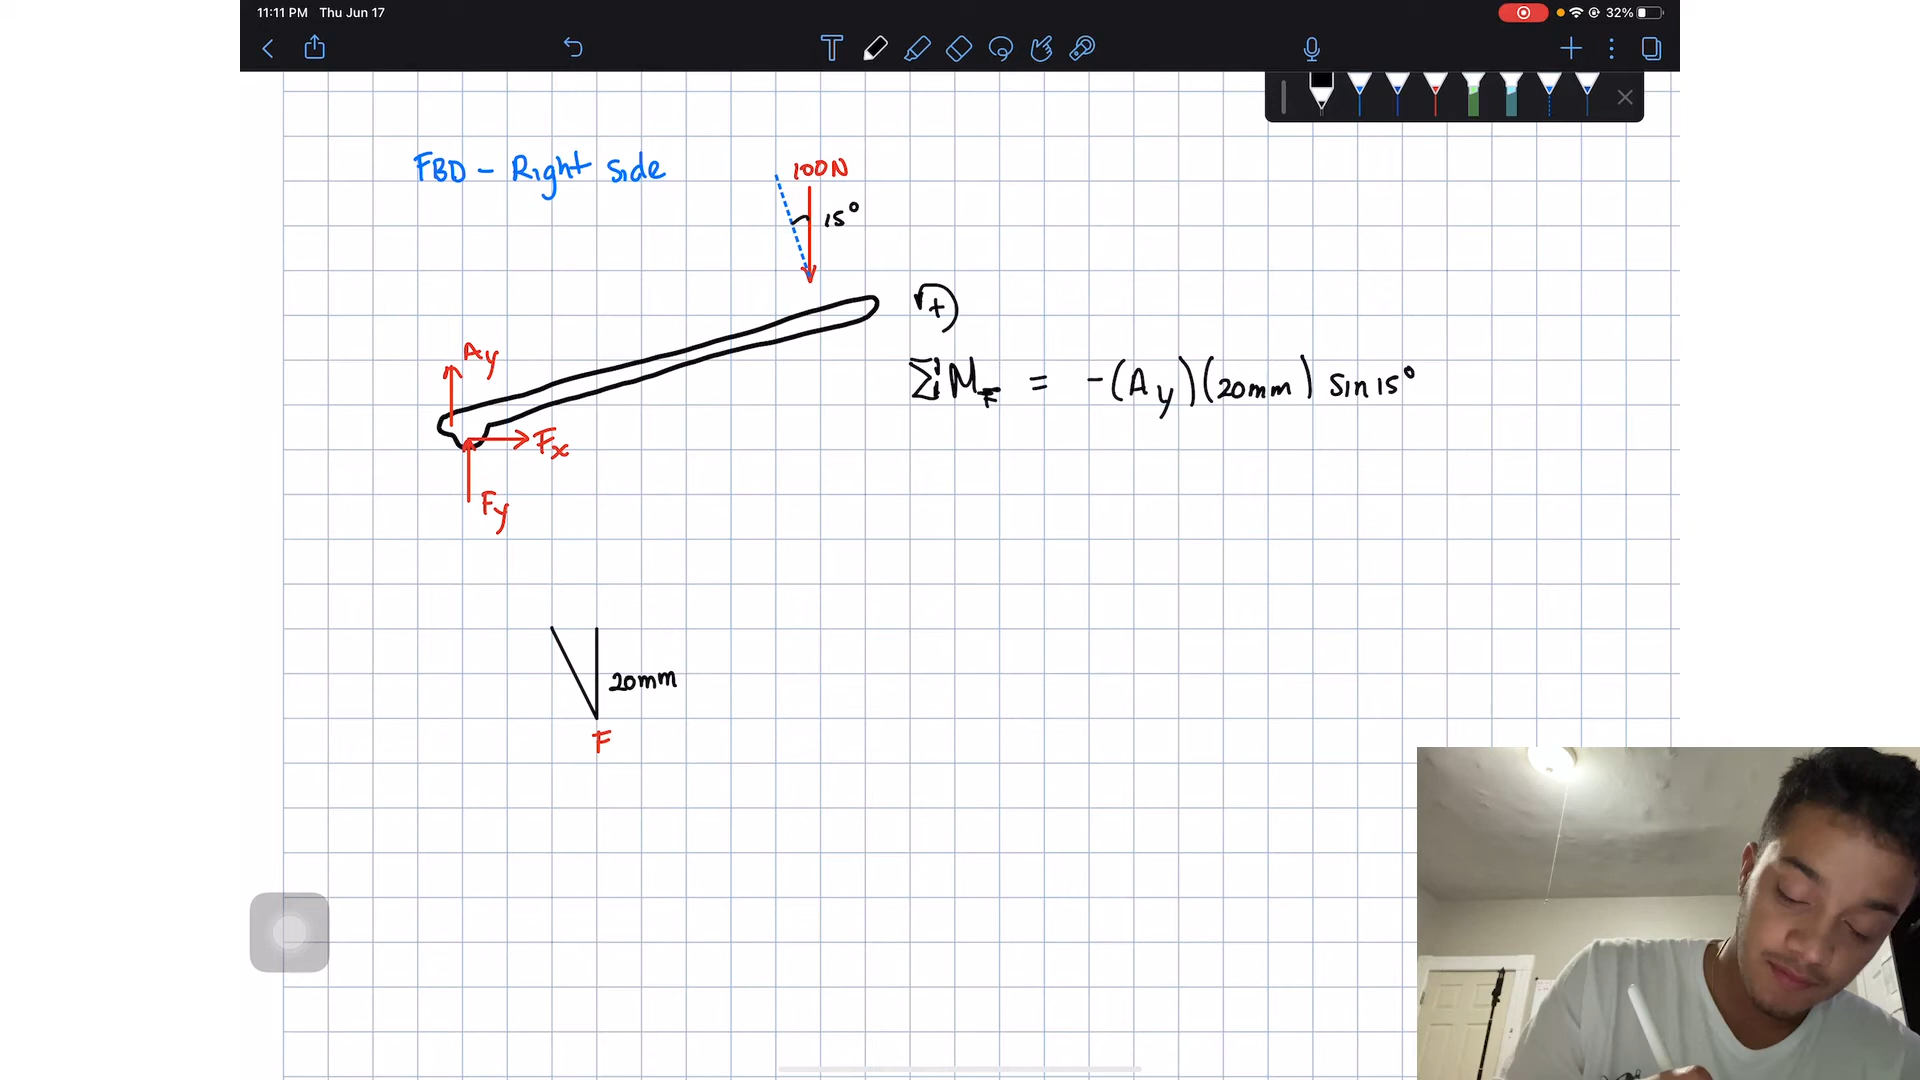 11:11 PM Thu Jun 17
32%
FBD - Right side
100N
15°
Ay
+
ΣM_F = -(Ay)(20mm) sin 15°
Fx
Fy
20mm
F